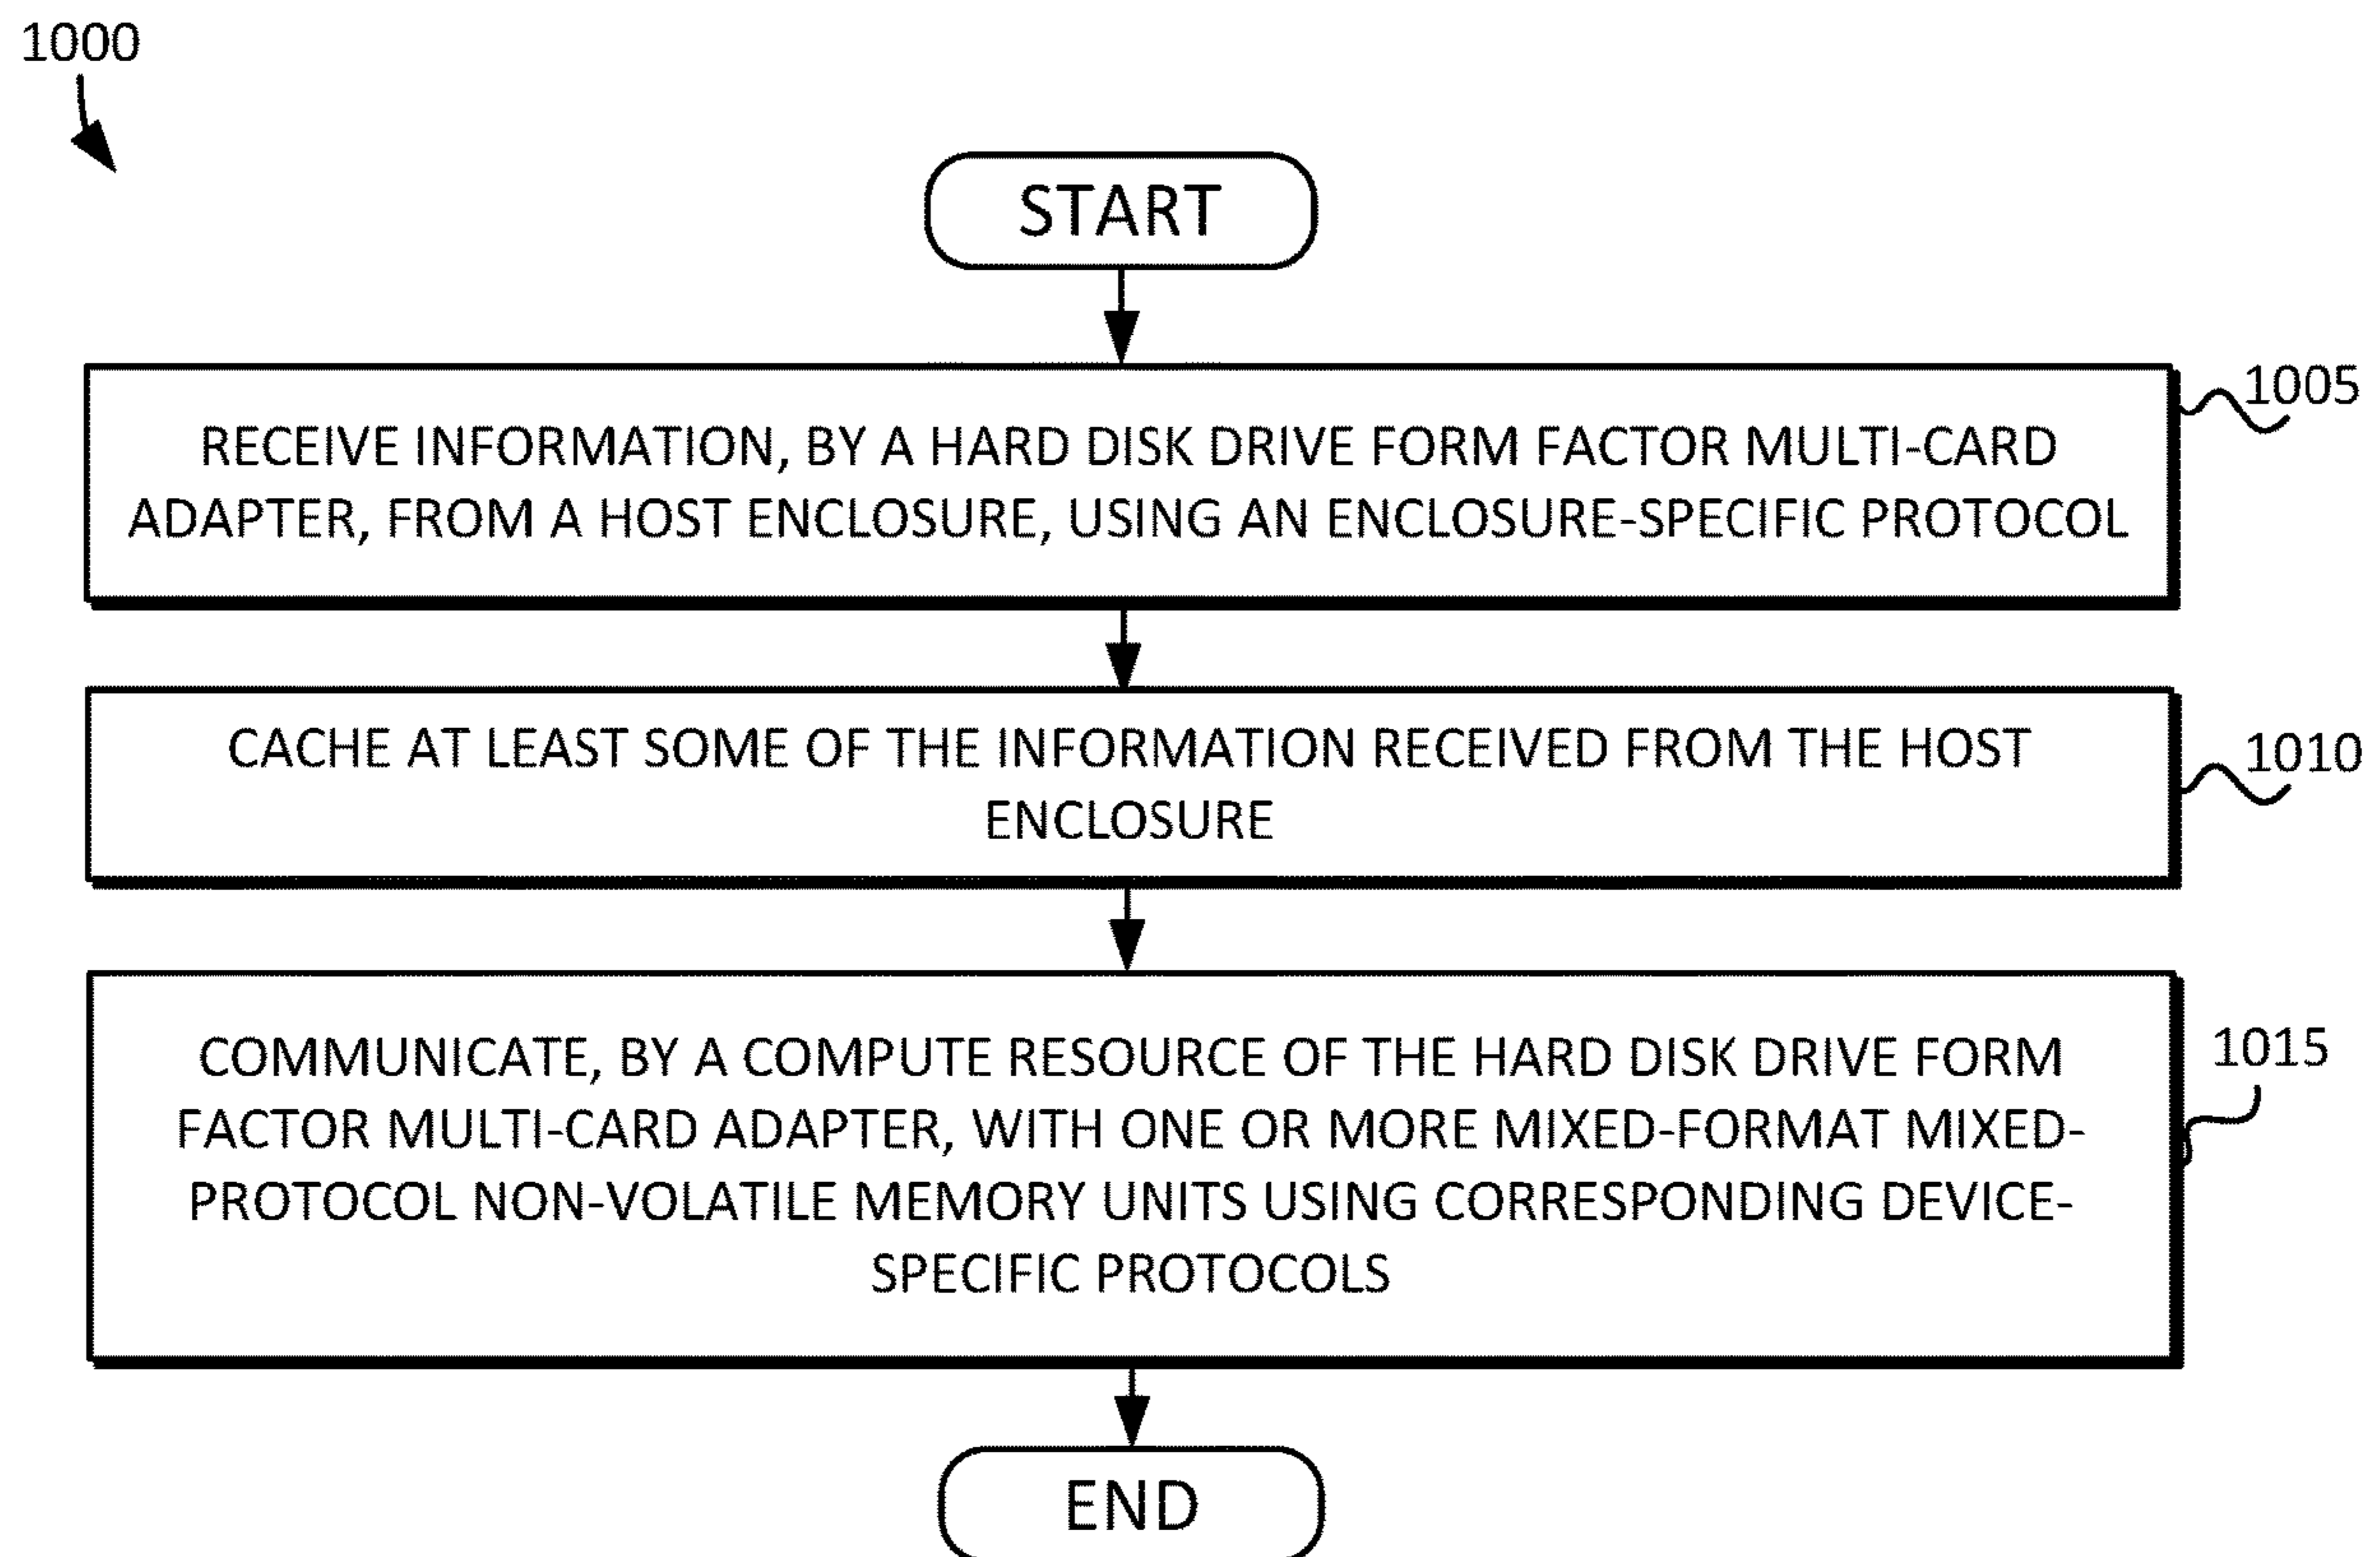 1000
START
RECEIVE INFORMATION, BY A HARD DISK DRIVE FORM FACTOR MULTI-CARD
ADAPTER, FROM A HOST ENCLOSURE, USING AN ENCLOSURE-SPECIFIC PROTOCOL
1005
CACHE AT LEAST SOME OF THE INFORMATION RECEIVED FROM THE HOST
ENCLOSURE
1010
COMMUNICATE, BY A COMPUTE RESOURCE OF THE HARD DISK DRIVE FORM
FACTOR MULTI-CARD ADAPTER, WITH ONE OR MORE MIXED-FORMAT MIXED-
PROTOCOL NON-VOLATILE MEMORY UNITS USING CORRESPONDING DEVICE-
SPECIFIC PROTOCOLS
1015
END